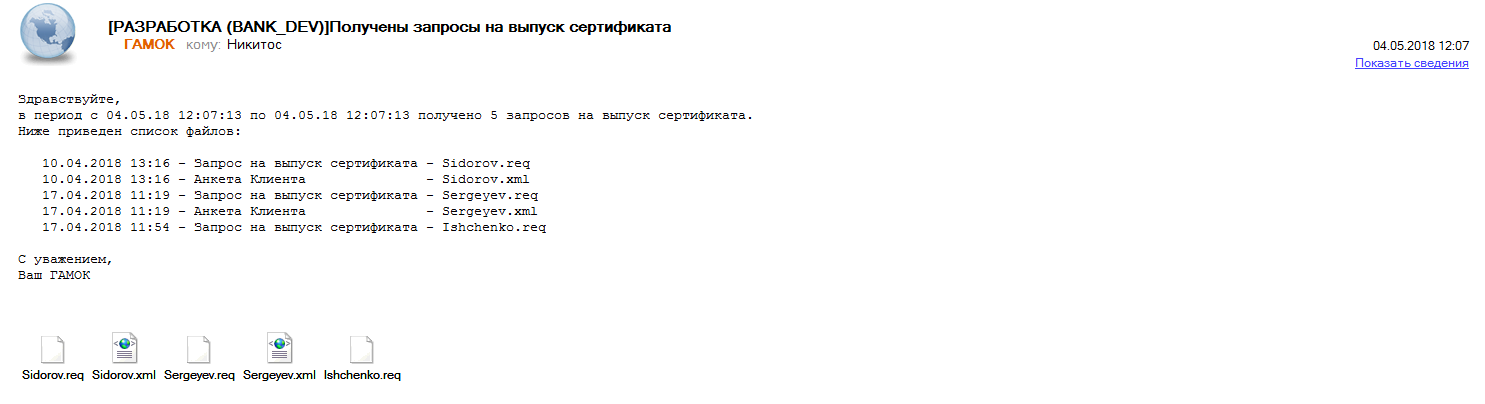 [РАЗРАБОТКА (BANK_DEV)]Получены запросы на выпуск сертификата
ГАМОК кому: Никитос
04.05.2018 12:07
Показать сведения
Здравствуйте,
в период с 04.05.18 12:07:13 по 04.05.18 12:07:13 получено 5 запросов на выпуск сертификата.
Ниже приведен список файлов:
10.04.2018 13:16 - Запрос на выпуск сертификата - Sidorov.req
10.04.2018 13:16 - Анкета Клиента - Sidorov.xml
17.04.2018 11:19 - Запрос на выпуск сертификата - Sergeyev.req
17.04.2018 11:19 - Анкета Клиента - Sergeyev.xml
17.04.2018 11:54 - Запрос на выпуск сертификата - Ishchenko.req
С уважением,
Ваш ГАМОК
Sidorov.req Sidorov.xml Sergeyev.req Sergeyev.xml Ishchenko.req